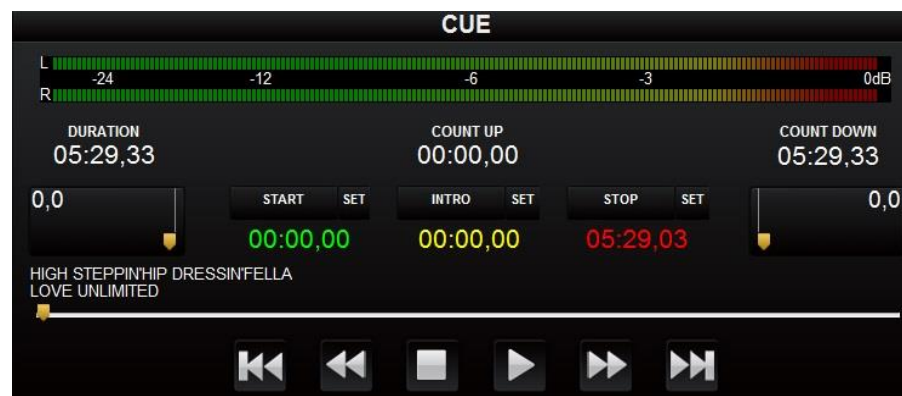 CUE
L
-24 -12 -6 -3 0dB
R
DURATION COUNT UP COUNT DOWN
05:29,33 00:00,00 05:29,33
0,0 START SET INTRO SET STOP SET 0,0
00:00,00 00:00,00 05:29,03
HIGH STEPPIN'HIP DRESSIN'FELLA
LOVE UNLIMITED